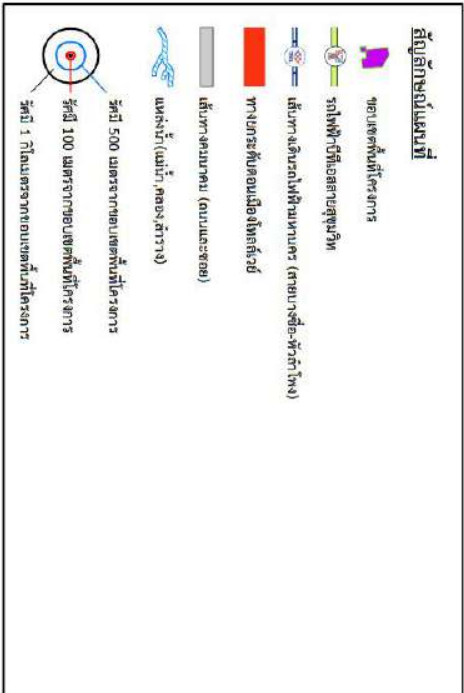 สัญลักษณ์แผนที่
ขอบเขตพื้นที่โครงการ
รถไฟฟ้าบีทีเอสสายสุขุมวิท
เส้นทางเดินรถไฟฟ้ามหานคร (สายบางซื่อ-หัวลำโพง)
ทางยกระดับดอนเมืองโทลล์เวย์
เส้นทางคมนาคม (ถนนและซอย)
แหล่งน้ำ(แม่น้ำ,คลอง,ลำราง)
รัศมี 500 เมตรจากขอบเขตพื้นที่โครงการ
รัศมี 100 เมตรจากขอบเขตพื้นที่โครงการ
รัศมี 1 กิโลเมตรจากขอบเขตพื้นที่โครงการ